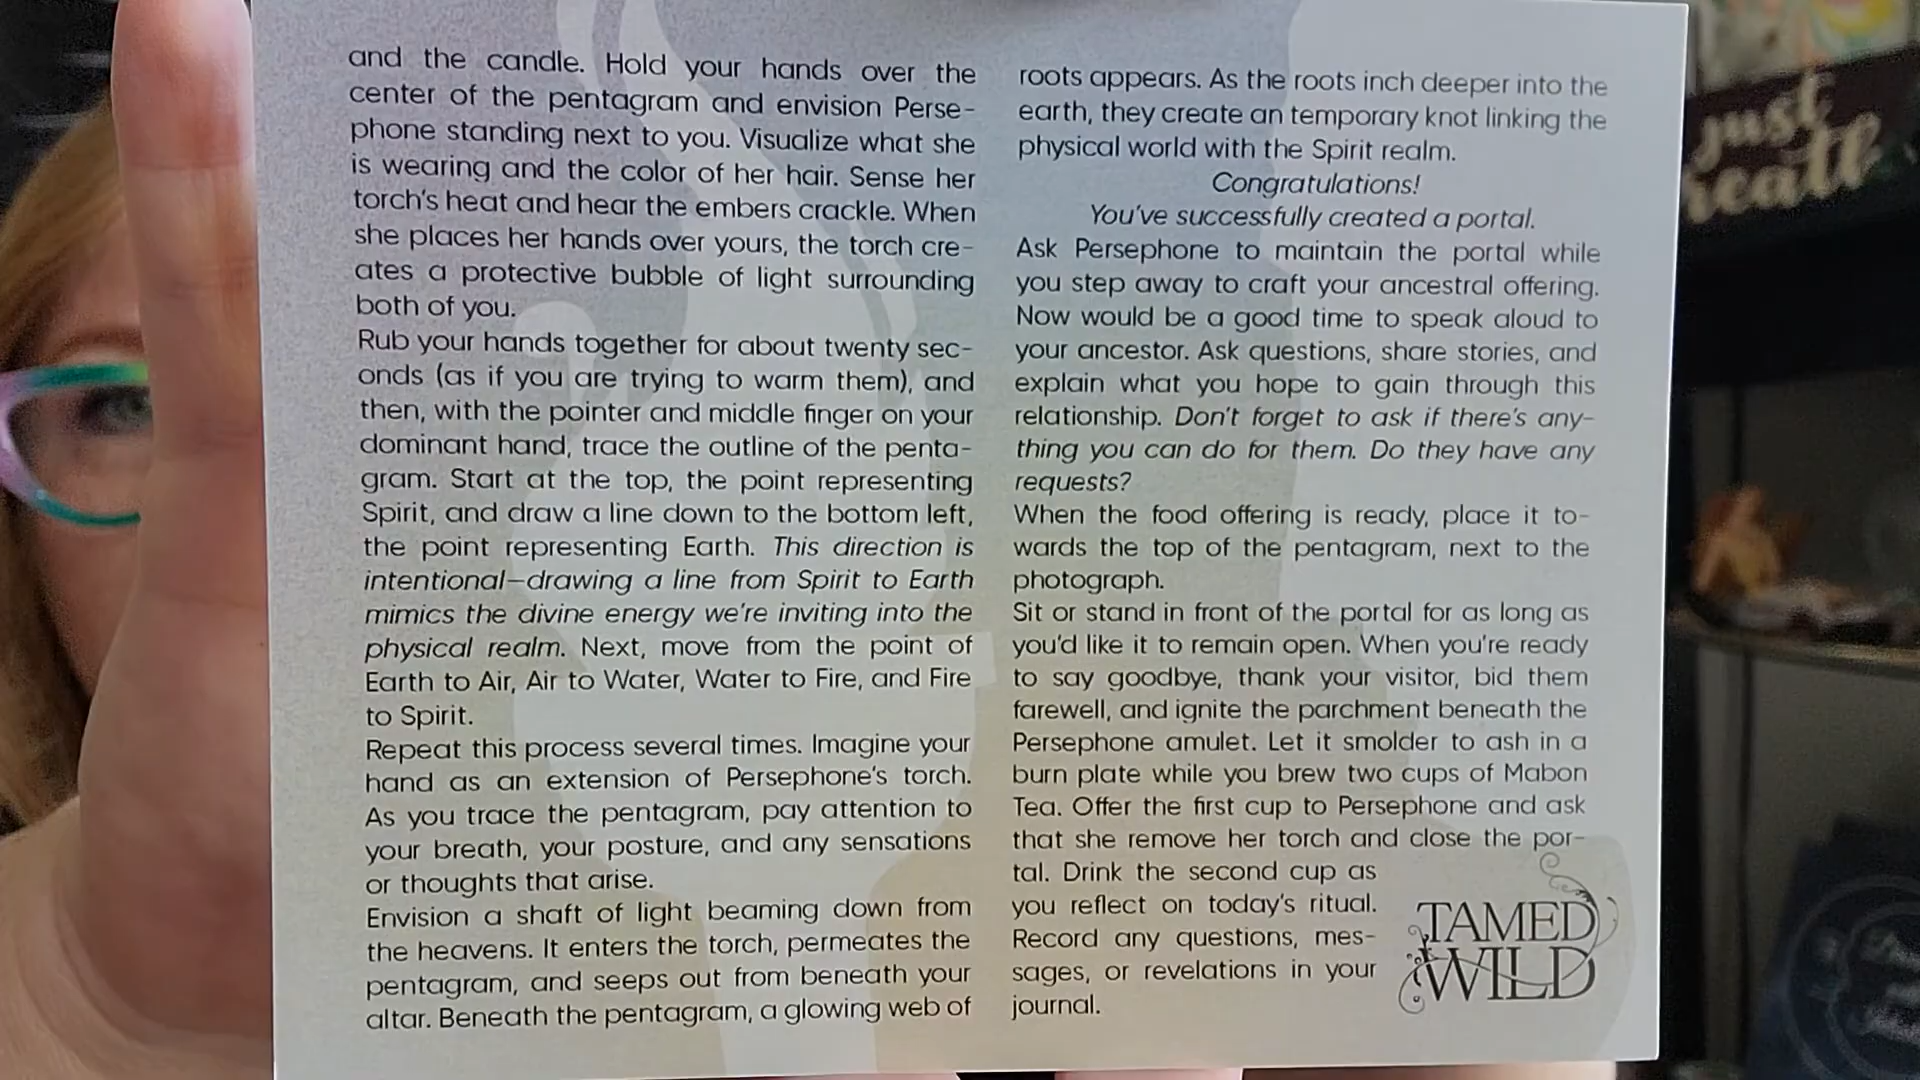 and the candle. Hold your hands over the
center of the pentagram and envision Perse-
phone standing next to you. Visualize what she
is wearing and the color of her hair. Sense her
torch's heat and hear the embers crackle. When
she places her hands over yours, the torch cre-
ates a protective bubble of light surrounding
both of you.
Rub your hands together for about twenty sec-
onds (as if you are trying to warm them), and
then, with the pointer and middle finger on your
dominant hand, trace the outline of the penta-
gram. Start at the top, the point representing
Spirit, and draw a line down to the bottom left,
the point representing Earth. This direction is
intentional—drawing a line from Spirit to Earth
mimics the divine energy we're inviting into the
physical realm. Next, move from the point of
Earth to Air, Air to Water, Water to Fire, and Fire
to Spirit.
Repeat this process several times. Imagine your
hand as an extension of Persephone's torch.
As you trace the pentagram, pay attention to
your breath, your posture, and any sensations
or thoughts that arise.
Envision a shaft of light beaming down from
the heavens. It enters the torch, permeates the
pentagram, and seeps out from beneath your
altar. Beneath the pentagram, a glowing web of
roots appears. As the roots inch deeper into the
earth, they create an temporary knot linking the
physical world with the Spirit realm.
Congratulations!
You've successfully created a portal.
Ask Persephone to maintain the portal while
you step away to craft your ancestral offering.
Now would be a good time to speak aloud to
your ancestor. Ask questions, share stories, and
explain what you hope to gain through this
relationship. Don't forget to ask if there's any-
thing you can do for them. Do they have any
requests?
When the food offering is ready, place it to-
wards the top of the pentagram, next to the
photograph.
Sit or stand in front of the portal for as long as
you'd like it to remain open. When you're ready
to say goodbye, thank your visitor, bid them
farewell, and ignite the parchment beneath the
Persephone amulet. Let it smolder to ash in a
burn plate while you brew two cups of Mabon
Tea. Offer the first cup to Persephone and ask
that she remove her torch and close the por-
tal. Drink the second cup as
you reflect on today's ritual.
Record any questions, mes-
sages, or revelations in your
journal.
TAMED
WILD
just